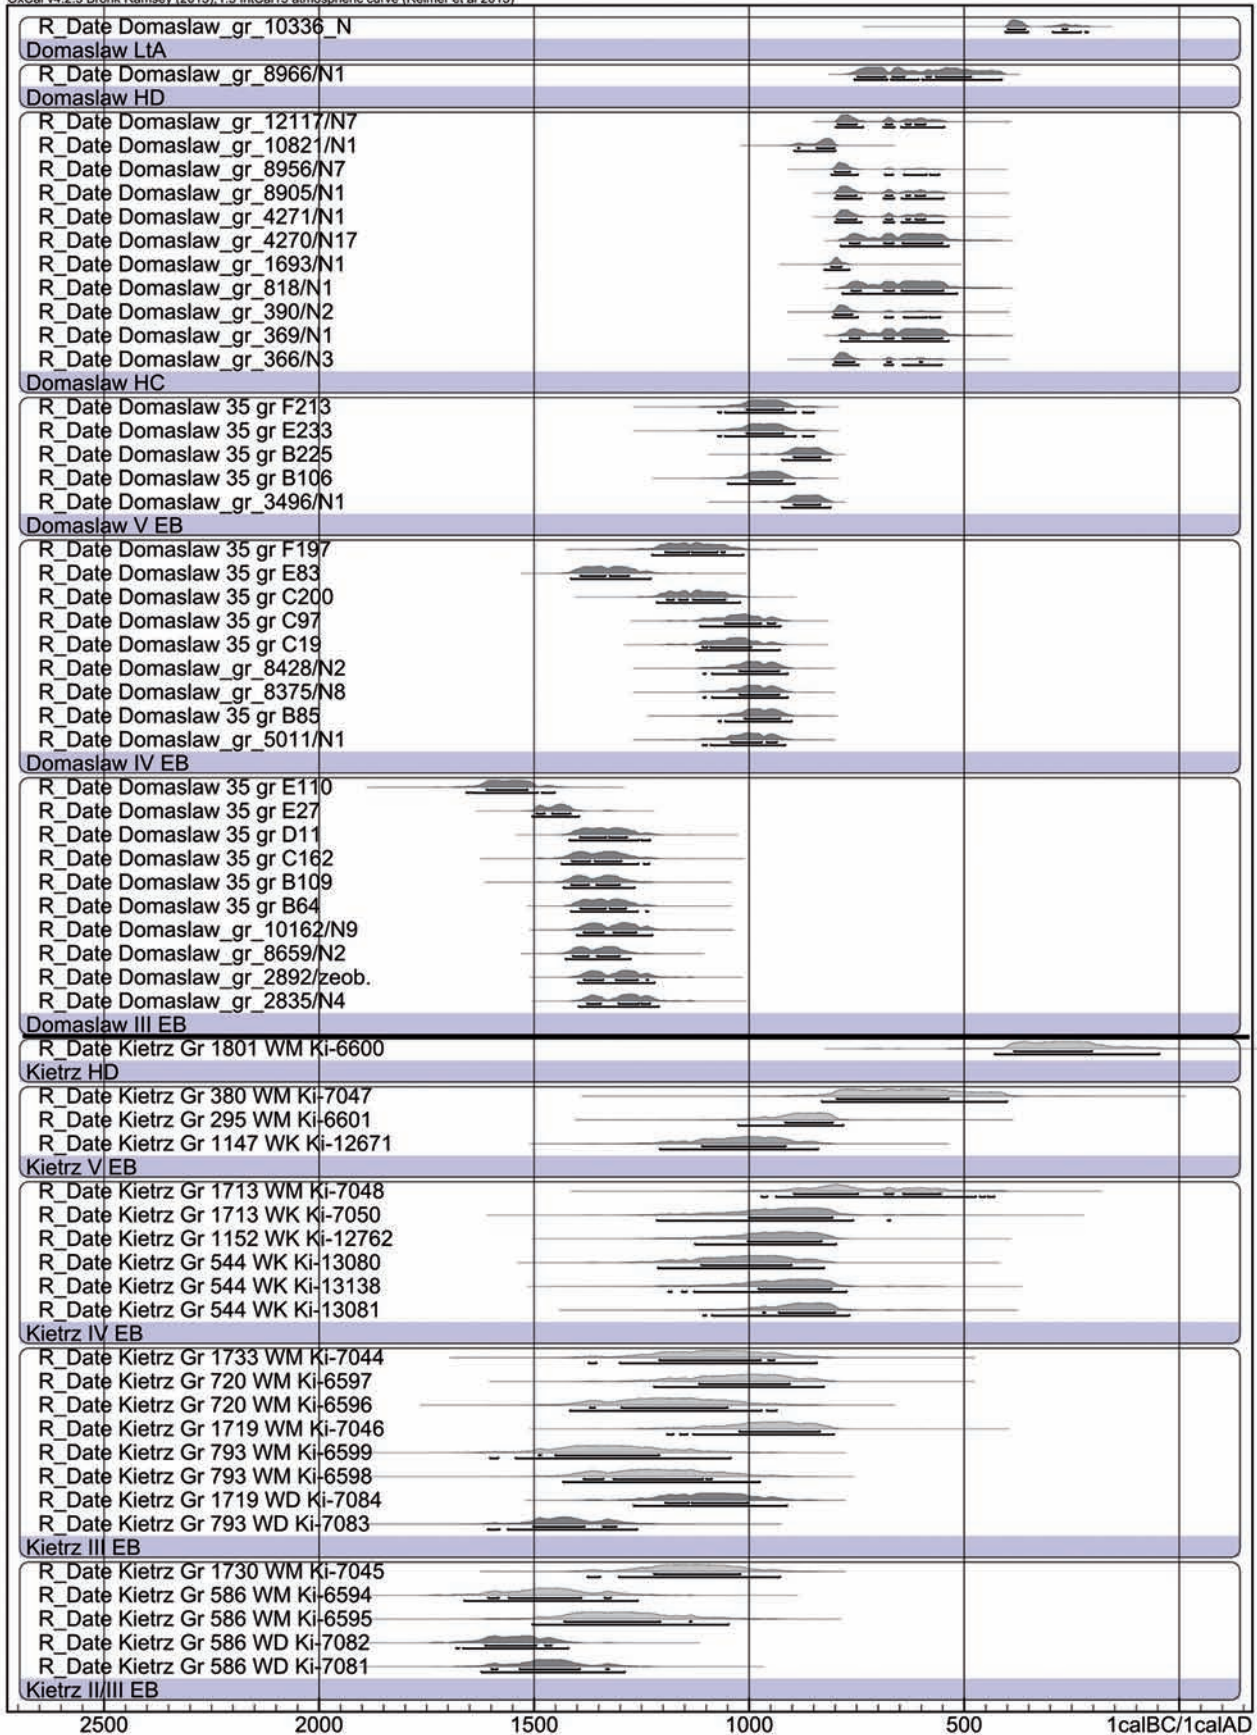 OxCal v4.2.3 Bronk Ramsey (2013); r:5 IntCal13 atmospheric curve (Reimer et al 2013)
R_Date Domaslaw_gr_10336_N
Domaslaw LtA
R_Date Domaslaw_gr_8966/N1
Domaslaw HD
R_Date Domaslaw_gr_12117/N7
R_Date Domaslaw_gr_10821/N1
R_Date Domaslaw_gr_8956/N7
R_Date Domaslaw_gr_8905/N1
R_Date Domaslaw_gr_4271/N1
R_Date Domaslaw_gr_4270/N17
R_Date Domaslaw_gr_1693/N1
R_Date Domaslaw_gr_818/N1
R_Date Domaslaw_gr_390/N2
R_Date Domaslaw_gr_369/N1
R_Date Domaslaw_gr_366/N3
Domaslaw HC
R_Date Domaslaw 35 gr F213
R_Date Domaslaw 35 gr E233
R_Date Domaslaw 35 gr B225
R_Date Domaslaw 35 gr B106
R_Date Domaslaw_gr_3496/N1
Domaslaw V EB
R_Date Domaslaw 35 gr F197
R_Date Domaslaw 35 gr E83
R_Date Domaslaw 35 gr C200
R_Date Domaslaw 35 gr C97
R_Date Domaslaw 35 gr C19
R_Date Domaslaw_gr_8428/N2
R_Date Domaslaw_gr_8375/N8
R_Date Domaslaw 35 gr B85
R_Date Domaslaw_gr_5011/N1
Domaslaw IV EB
R_Date Domaslaw 35 gr E110
R_Date Domaslaw 35 gr E27
R_Date Domaslaw 35 gr D11
R_Date Domaslaw 35 gr C162
R_Date Domaslaw 35 gr B109
R_Date Domaslaw 35 gr B64
R_Date Domaslaw_gr_10162/N9
R_Date Domaslaw_gr_8659/N2
R_Date Domaslaw_gr_2892/zeob.
R_Date Domaslaw_gr_2835/N4
Domaslaw III EB
R_Date Kietrz Gr 1801 WM Ki-6600
Kietrz HD
R_Date Kietrz Gr 380 WM Ki-7047
R_Date Kietrz Gr 295 WM Ki-6601
R_Date Kietrz Gr 1147 WK Ki-12671
Kietrz V EB
R_Date Kietrz Gr 1713 WM Ki-7048
R_Date Kietrz Gr 1713 WK Ki-7050
R_Date Kietrz Gr 1152 WK Ki-12762
R_Date Kietrz Gr 544 WK Ki-13080
R_Date Kietrz Gr 544 WK Ki-13138
R_Date Kietrz Gr 544 WK Ki-13081
Kietrz IV EB
R_Date Kietrz Gr 1733 WM Ki-7044
R_Date Kietrz Gr 720 WM Ki-6597
R_Date Kietrz Gr 720 WM Ki-6596
R_Date Kietrz Gr 1719 WM Ki-7046
R_Date Kietrz Gr 793 WM Ki-6599
R_Date Kietrz Gr 793 WM Ki-6598
R_Date Kietrz Gr 1719 WD Ki-7084
R_Date Kietrz Gr 793 WD Ki-7083
Kietrz III EB
R_Date Kietrz Gr 1730 WM Ki-7045
R_Date Kietrz Gr 586 WM Ki-6594
R_Date Kietrz Gr 586 WM Ki-6595
R_Date Kietrz Gr 586 WD Ki-7082
R_Date Kietrz Gr 586 WD Ki-7081
Kietrz II/III EB
2500 2000 1500 1000 500 1calBC/1calAD